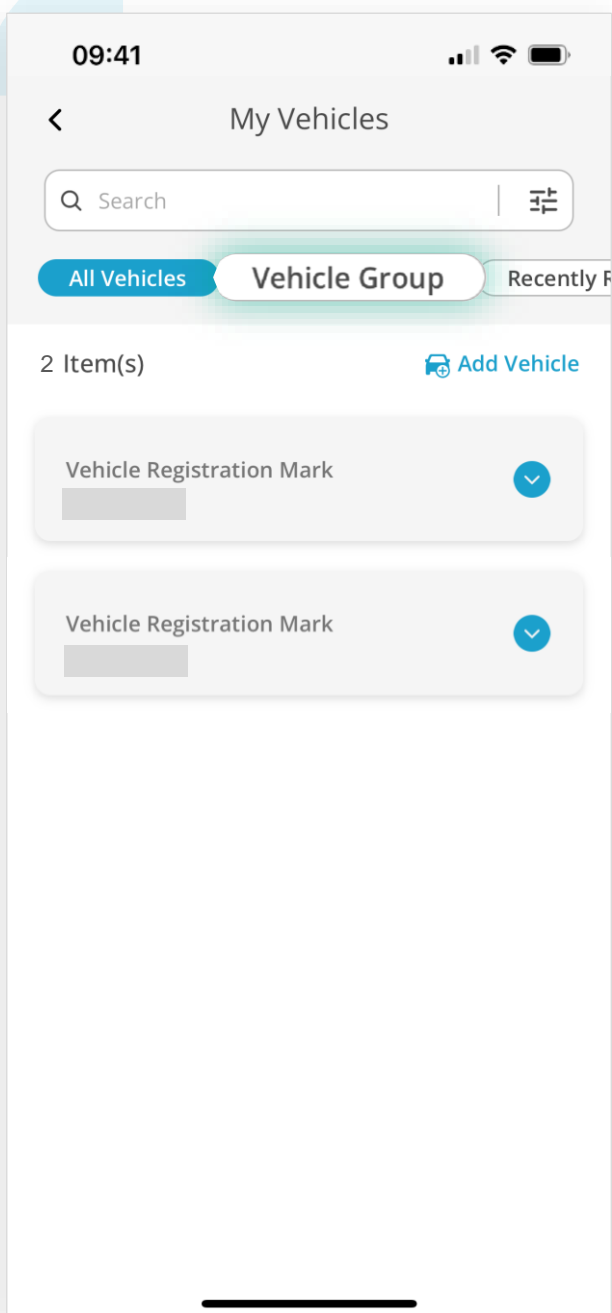 09:41
My Vehicles
Search
All Vehicles Vehicle Group Recently
2 Item(s) Add Vehicle
Vehicle Registration Mark
Vehicle Registration Mark